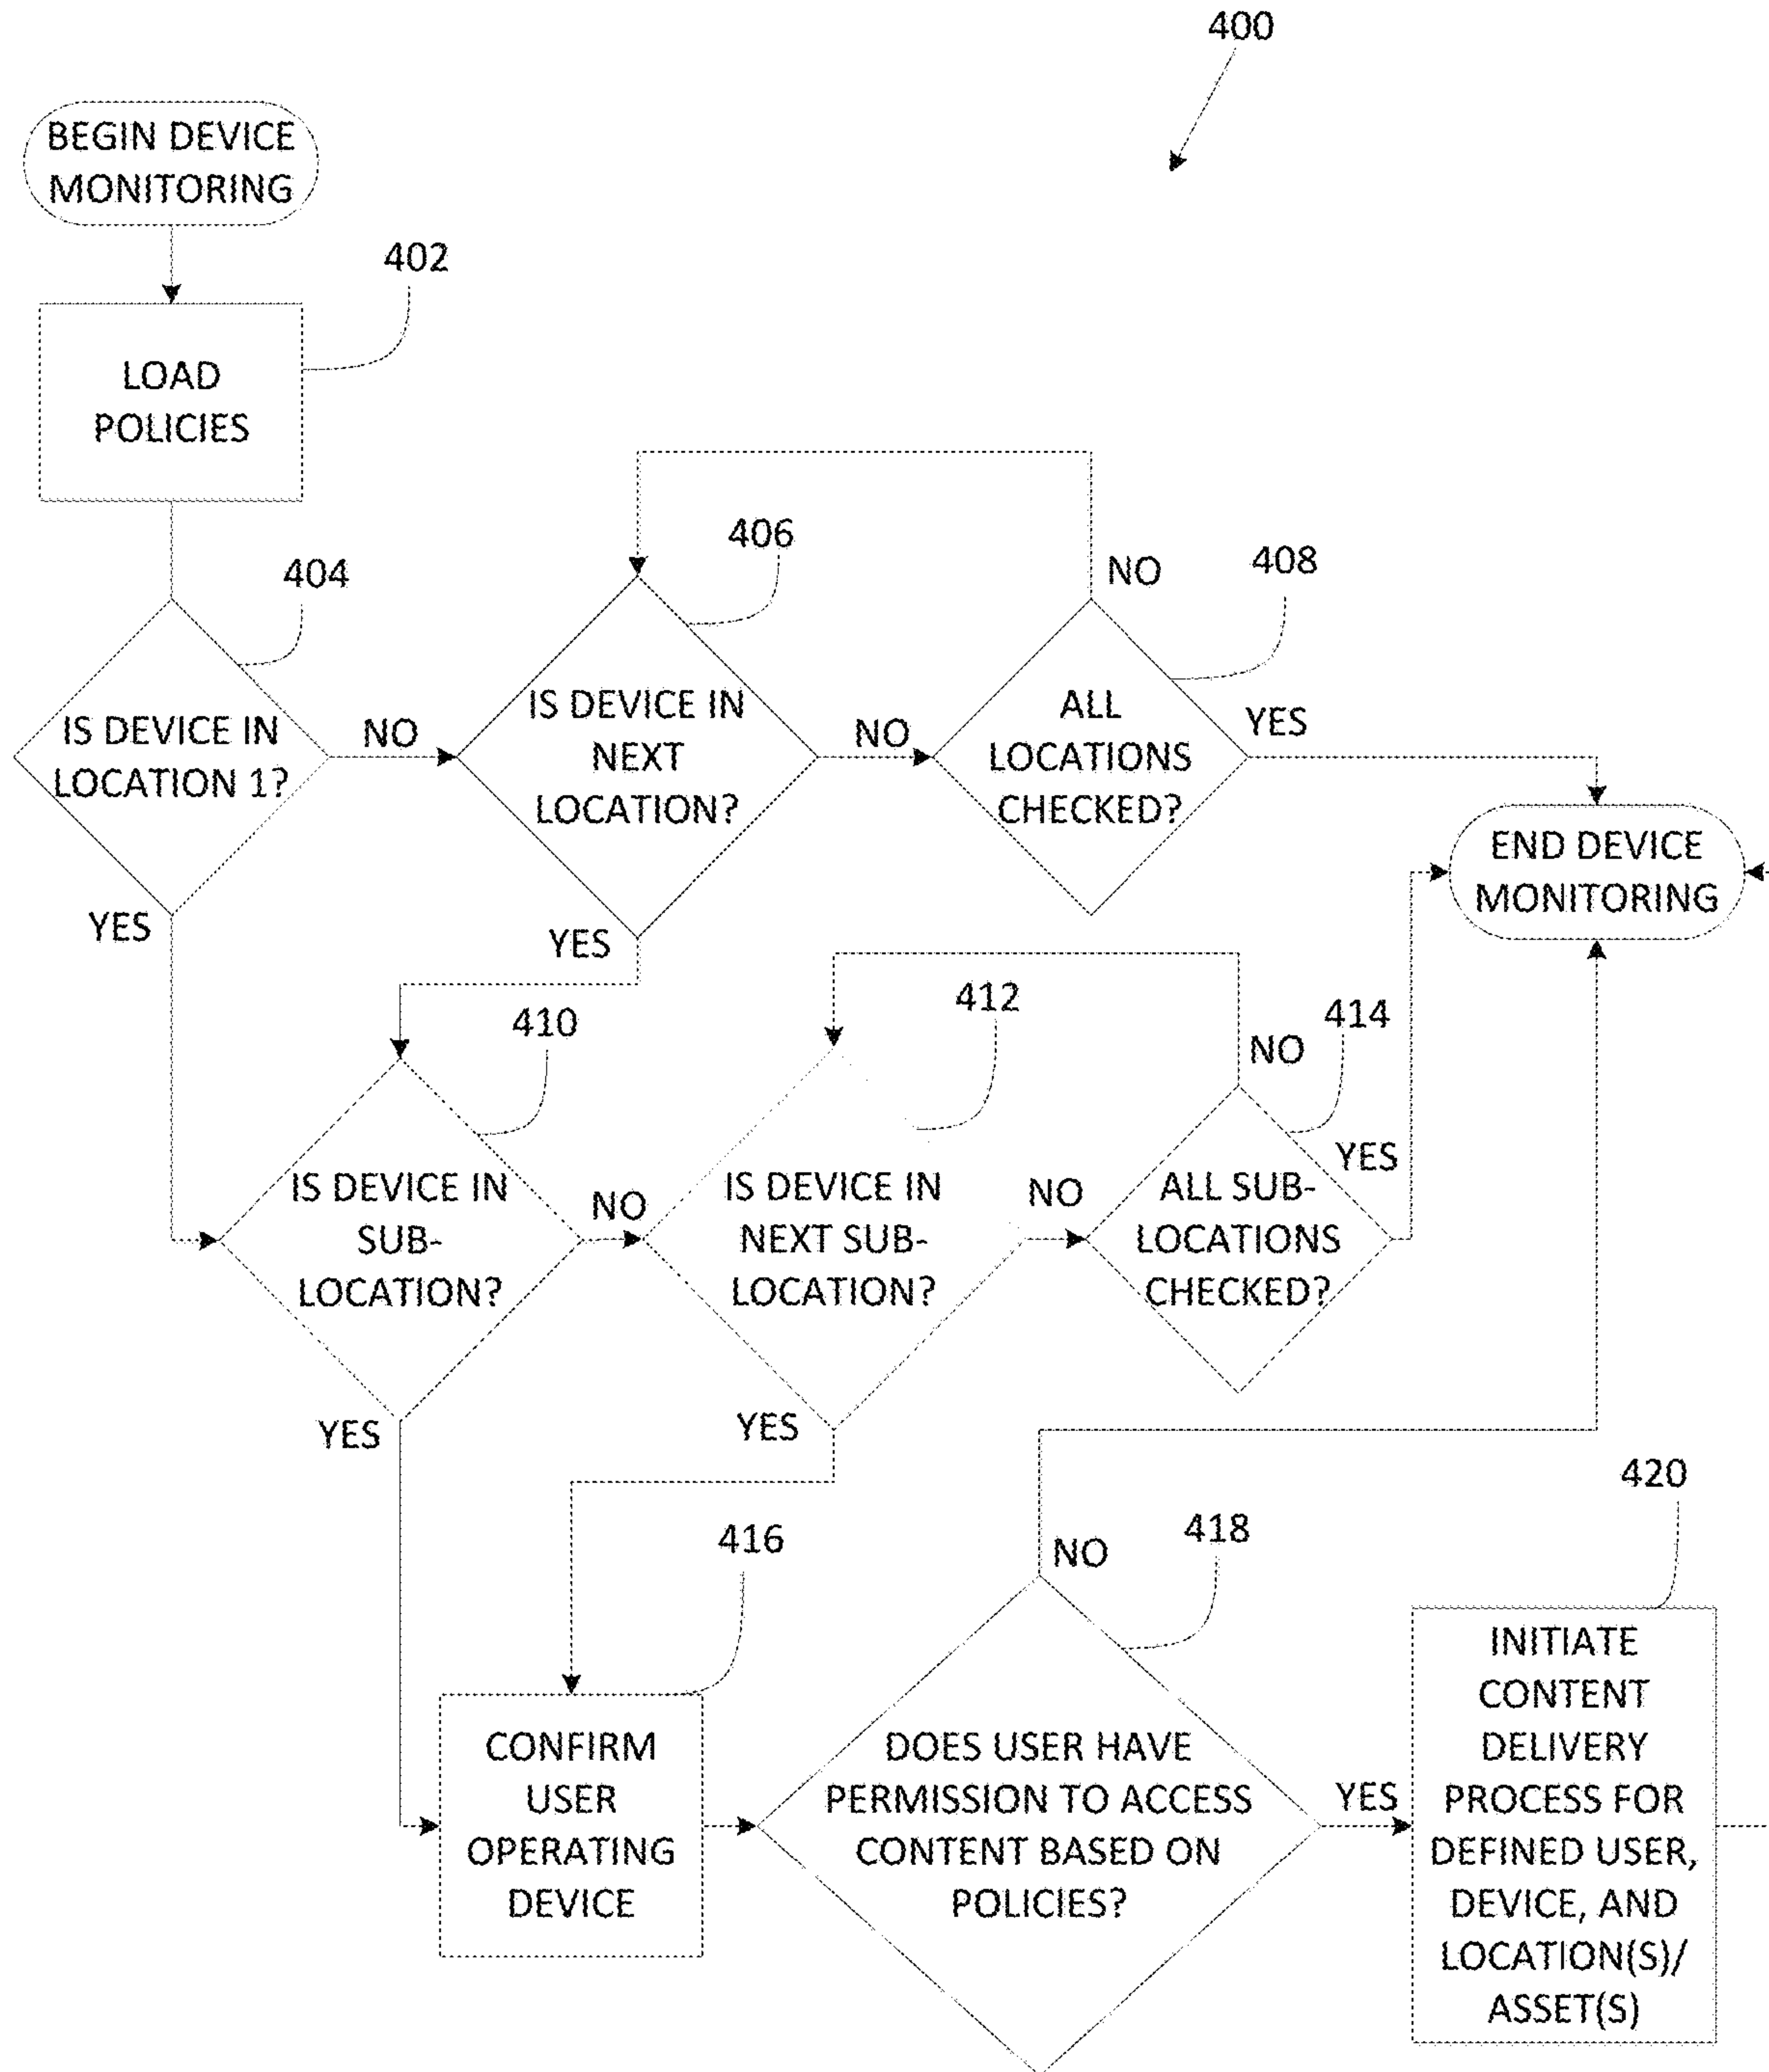 400
BEGIN DEVICE
MONITORING
402
LOAD
POLICIES
404
IS DEVICE IN
LOCATION 1?
NO
YES
406
IS DEVICE IN
NEXT
LOCATION?
NO
YES
408
NO
ALL
LOCATIONS
CHECKED?
YES
END DEVICE
MONITORING
410
IS DEVICE IN
SUB-
LOCATION?
NO
YES
412
IS DEVICE IN
NEXT SUB-
LOCATION?
NO
YES
414
NO
ALL SUB-
LOCATIONS
CHECKED?
YES
416
CONFIRM
USER
OPERATING
DEVICE
418
NO
DOES USER HAVE
PERMISSION TO ACCESS
CONTENT BASED ON
POLICIES?
YES
420
INITIATE
CONTENT
DELIVERY
PROCESS FOR
DEFINED USER,
DEVICE, AND
LOCATION(S)/
ASSET(S)